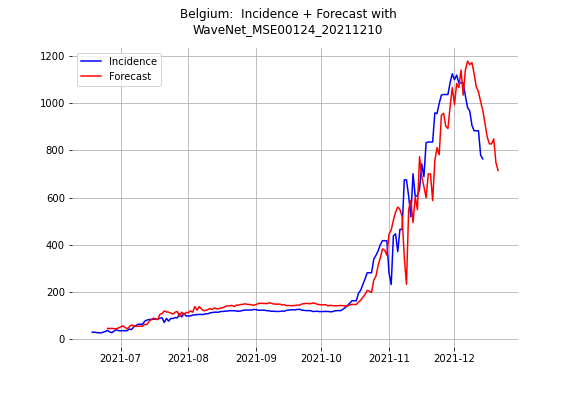 Belgium:  Incidence + Forecast with
WaveNet_MSE00124_20211210
Incidence
Forecast
1200
1000
800
600
400
200
0
2021-07 2021-08 2021-09 2021-10 2021-11 2021-12